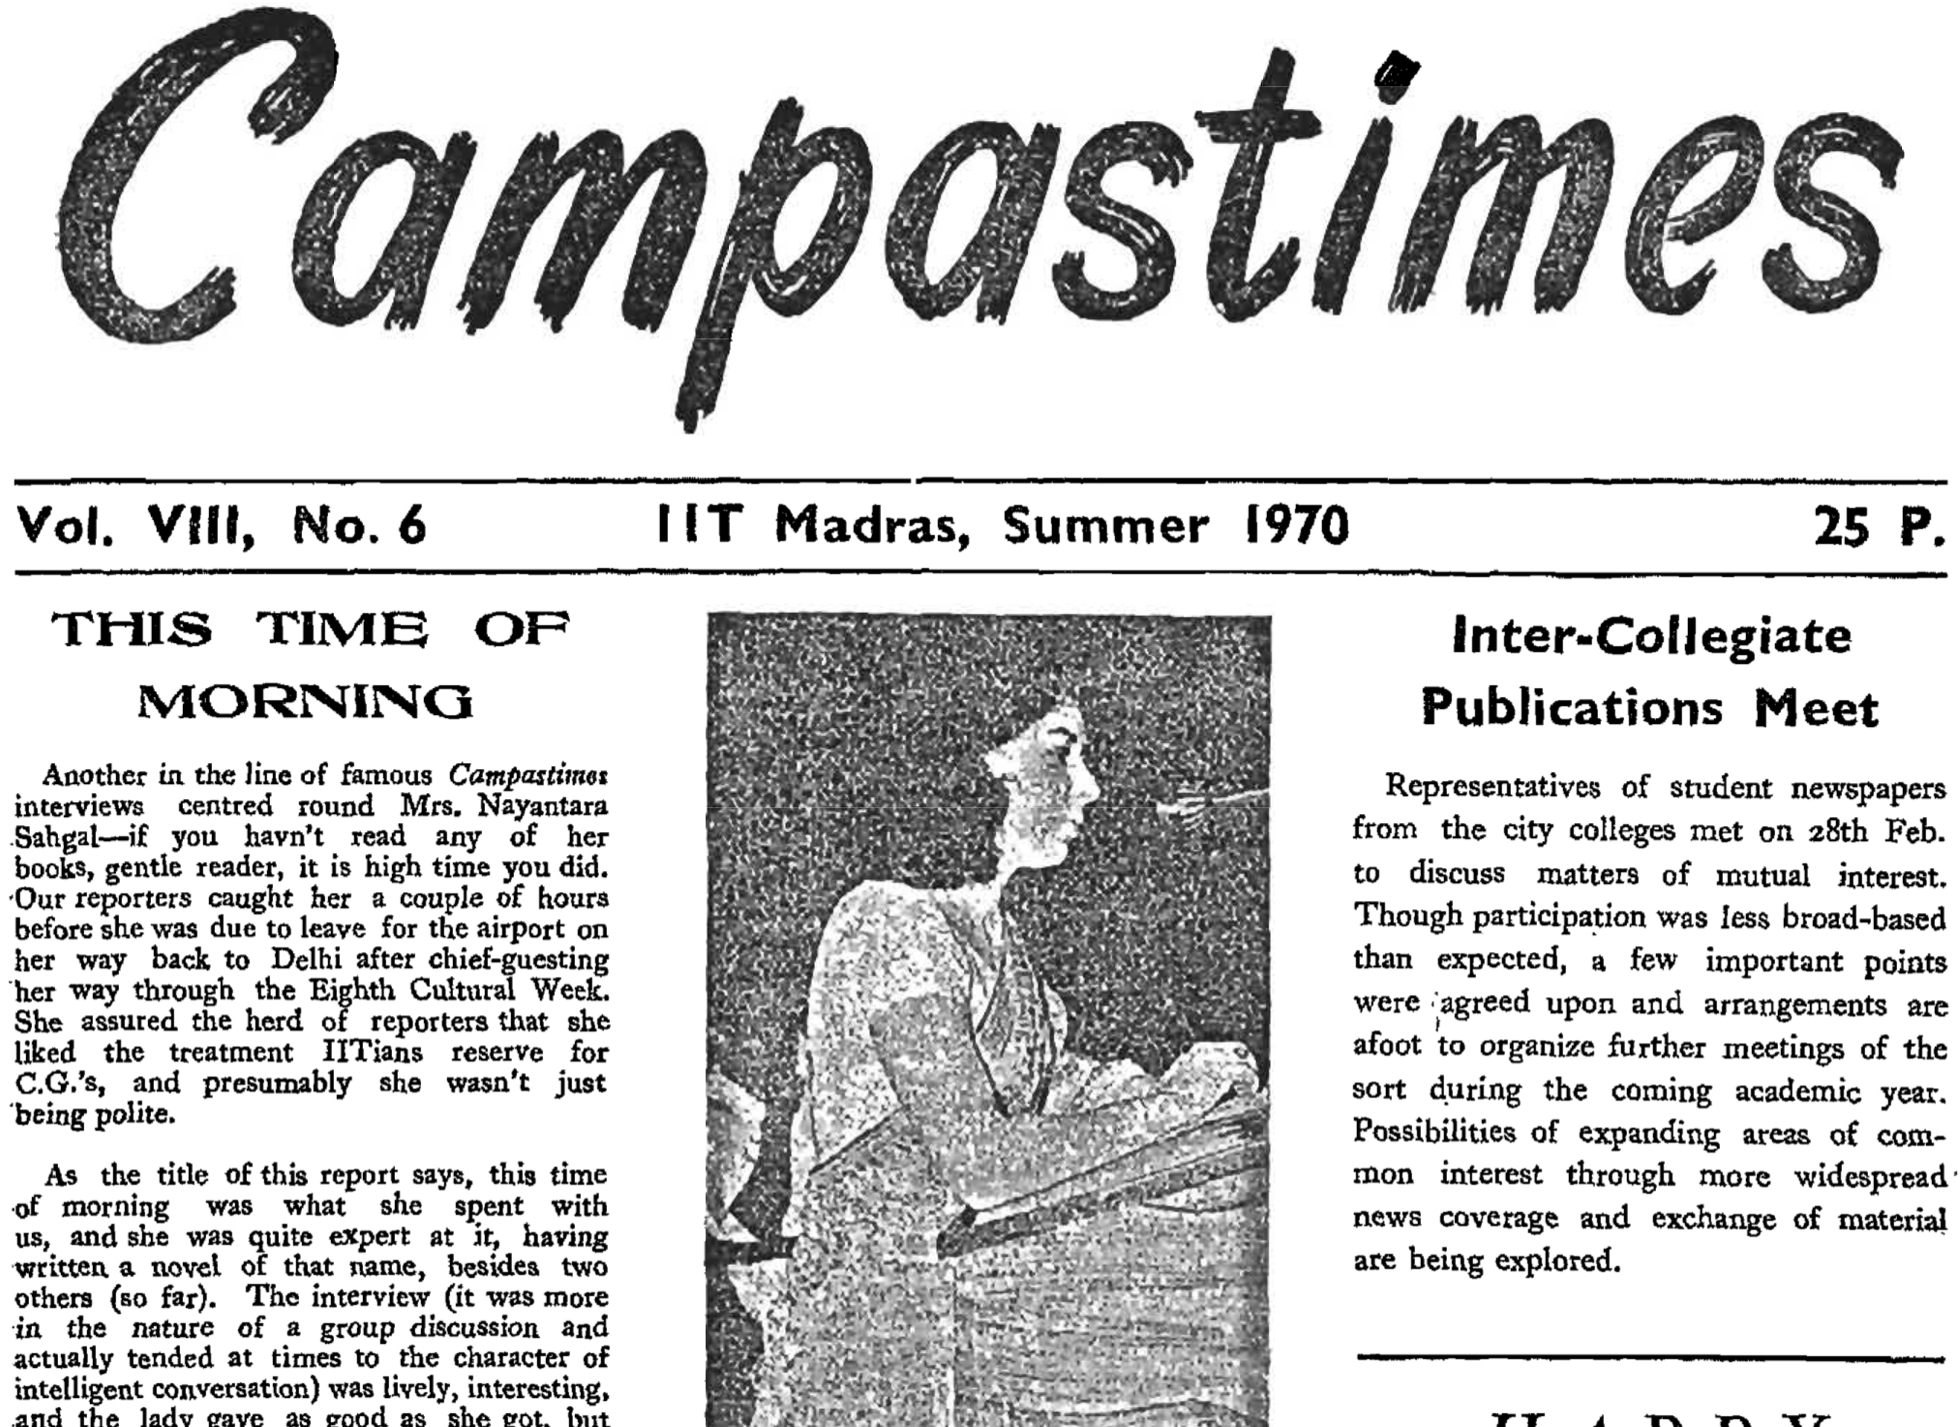 Campastimes
Vol. VIII, No. 6 IIT Madras, Summer 1970 25 P.
THIS TIME OF
MORNING
Another in the line of famous Campastimes
interviews centred round Mrs. Nayantara
Sahgal—if you havn't read any of her
books, gentle reader, it is high time you did.
Our reporters caught her a couple of hours
before she was due to leave for the airport on
her way back to Delhi after chief-guesting
her way through the Eighth Cultural Week.
She assured the herd of reporters that she
liked the treatment IITians reserve for
C.G.'s, and presumably she wasn't just
being polite.
As the title of this report says, this time
of morning was what she spent with
us, and she was quite expert at it, having
written a novel of that name, besides two
others (so far). The interview (it was more
in the nature of a group discussion and
actually tended at times to the character of
intelligent conversation) was lively, interesting,
and the lady gave as good as she got, but
Inter-Collegiate
Publications Meet
Representatives of student newspapers
from the city colleges met on 28th Feb.
to discuss matters of mutual interest.
Though participation was less broad-based
than expected, a few important points
were agreed upon and arrangements are
afoot to organize further meetings of the
sort during the coming academic year.
Possibilities of expanding areas of com-
mon interest through more widespread
news coverage and exchange of material
are being explored.
HAPPY